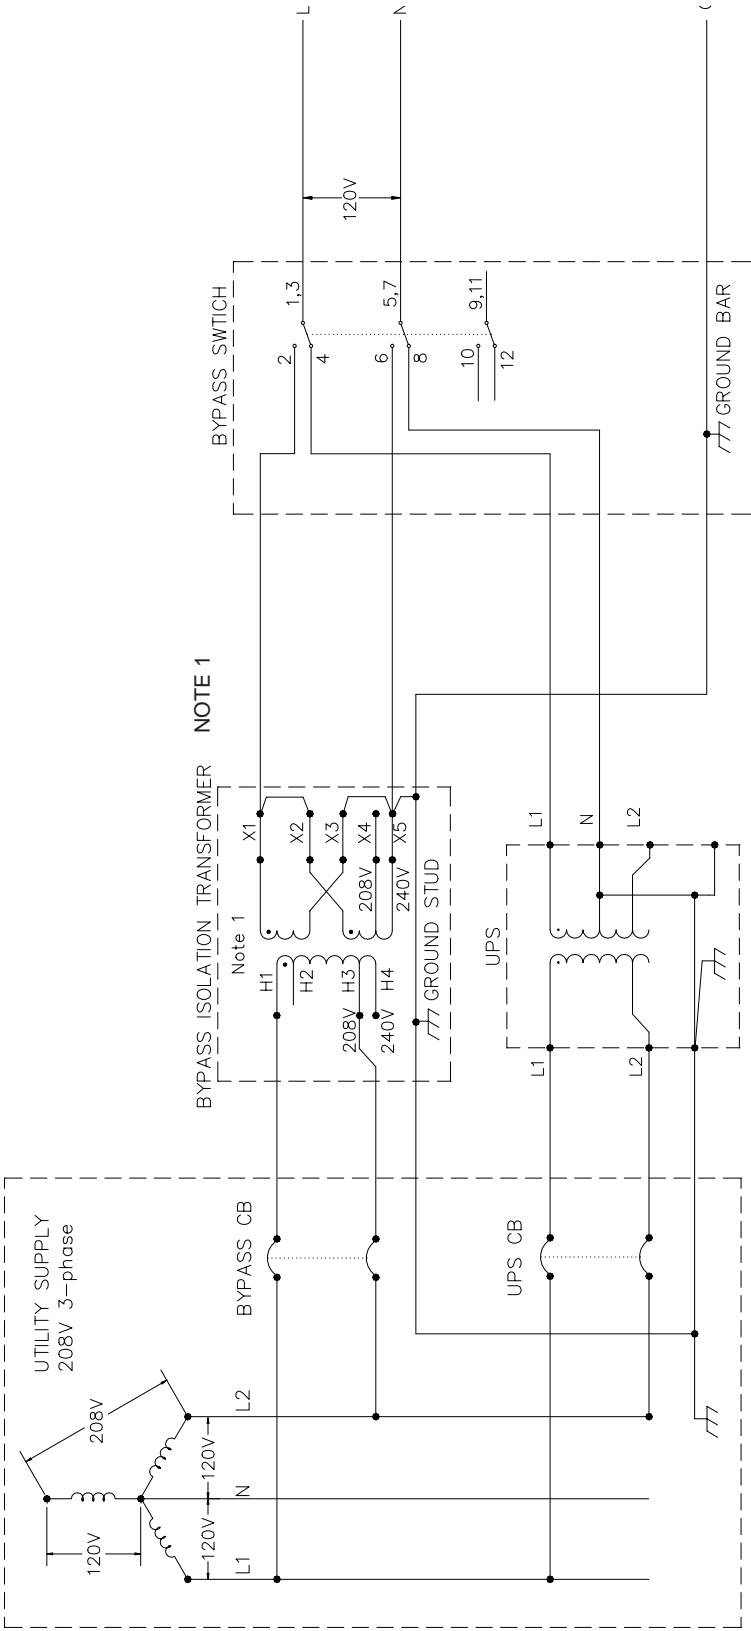 UTILITY SUPPLY
208V 3-phase
208V
120V
120V
120V
L1
N
L2
BYPASS CB
UPS CB
BYPASS ISOLATION TRANSFORMER
NOTE 1
Note 1
H1
H2
H3
H4
208V
240V
X1
X2
X3
X4
X5
208V
240V
GROUND STUD
UPS
L1
L2
L1
N
L2
BYPASS SWTICH
2
4
1,3
6
8
5,7
10
12
9,11
GROUND BAR
120V
L
N